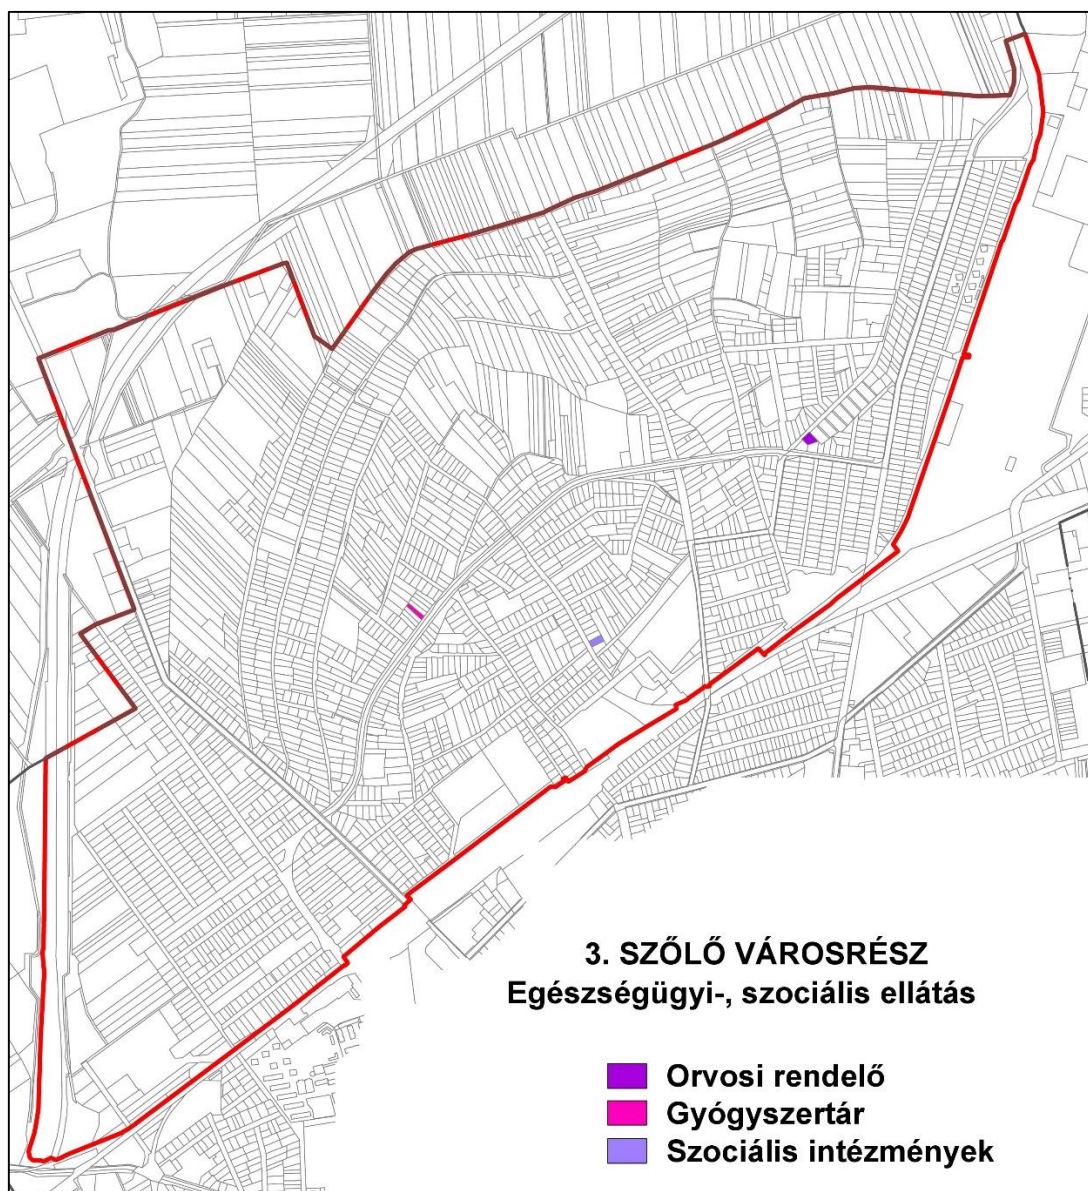 3. SZŐLŐ VÁROSRÉSZ
Egészségügyi-, szociális ellátás
Orvosi rendelő
Gyógyszertár
Szociális intézmények